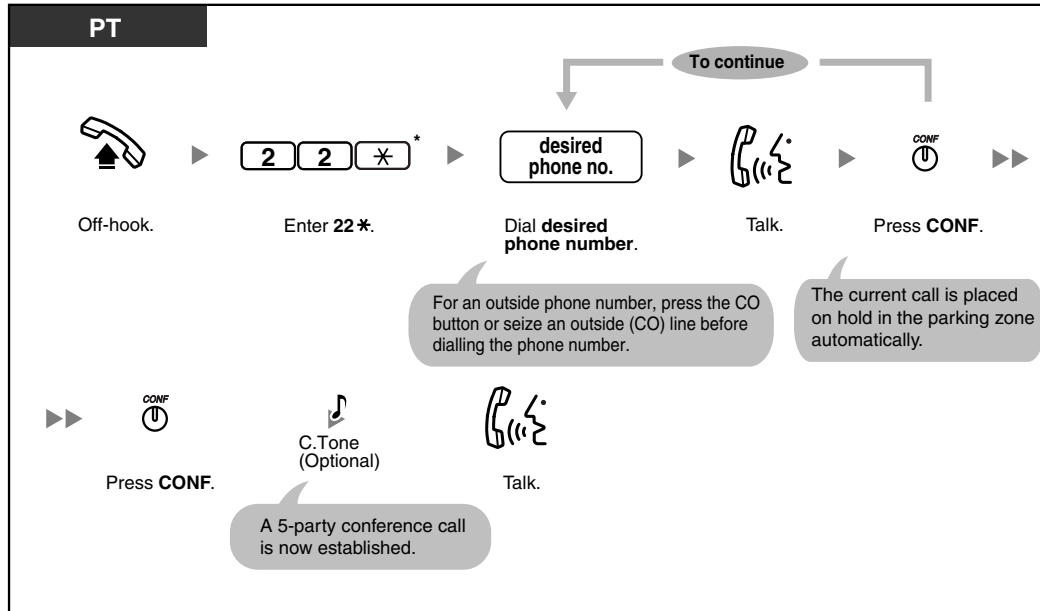 PT
To continue
2 2 ✳ *
desired
phone no.
CONF
Off-hook.
Enter 22 ✳.
Dial desired
phone number.
Talk.
Press CONF.
For an outside phone number, press the CO
button or seize an outside (CO) line before
dialling the phone number.
The current call is placed
on hold in the parking zone
automatically.
CONF
Press CONF.
C.Tone
(Optional)
Talk.
A 5-party conference call
is now established.